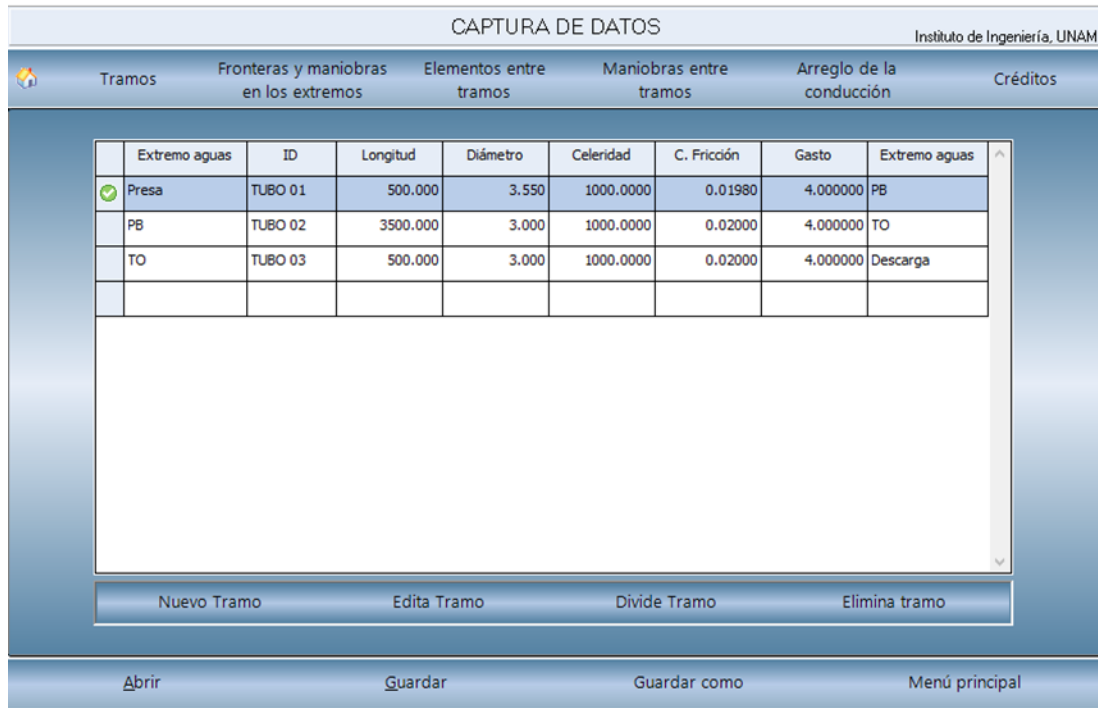 CAPTURA DE DATOS
Instituto de Ingeniería, UNAM
Tramos
Fronteras y maniobras
en los extremos
Elementos entre
tramos
Maniobras entre
tramos
Arreglo de la
conducción
Créditos
Extremo aguas ID Longitud Diámetro Celeridad C. Fricción Gasto Extremo aguas
Presa TUBO 01 500.000 3.550 1000.0000 0.01980 4.000000 PB
PB TUBO 02 3500.000 3.000 1000.0000 0.02000 4.000000 TO
TO TUBO 03 500.000 3.000 1000.0000 0.02000 4.000000 Descarga
Nuevo Tramo Edita Tramo Divide Tramo Elimina tramo
Abrir Guardar Guardar como Menú principal